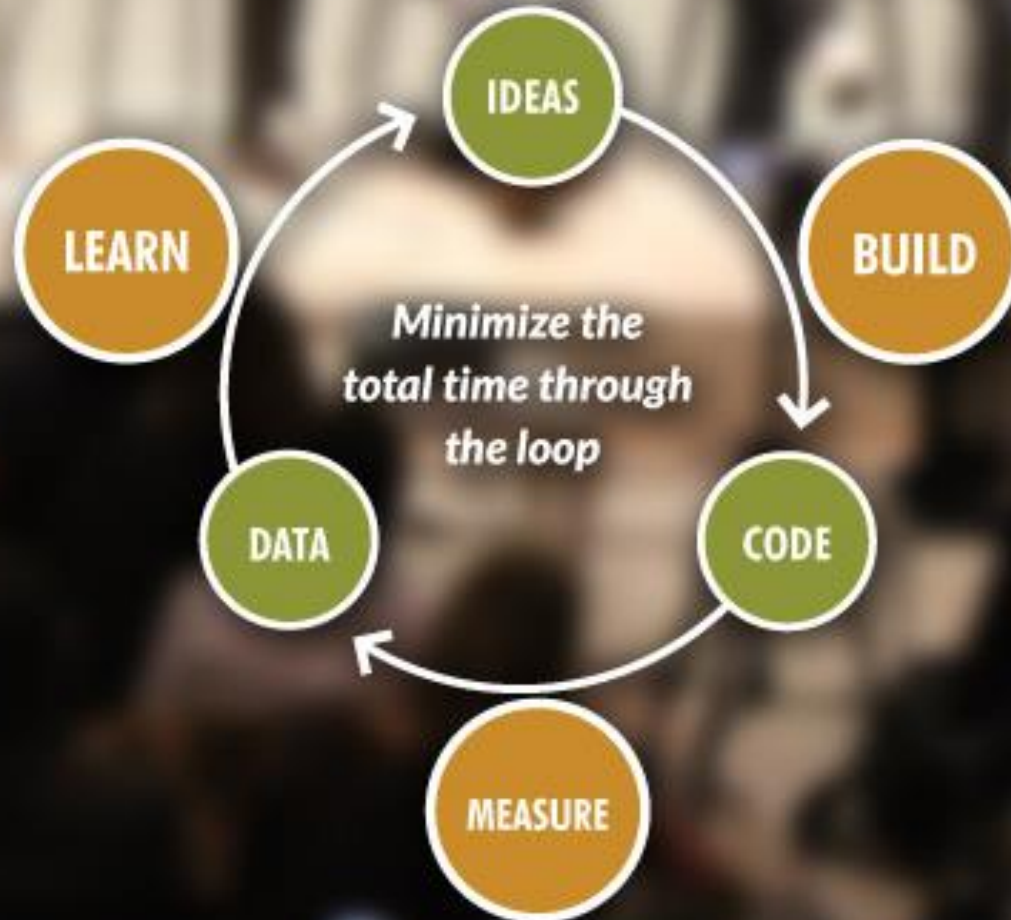 IDEAS
LEARN
BUILD
Minimize the
total time through
the loop
DATA
CODE
MEASURE